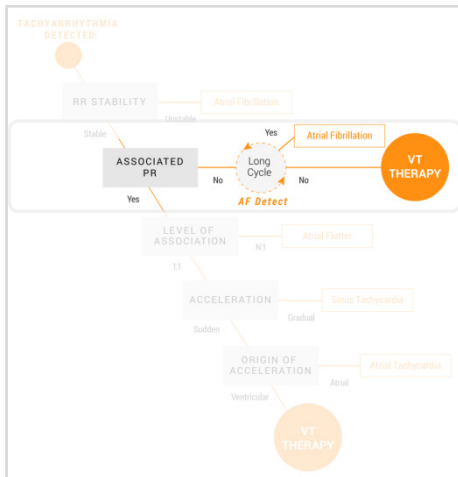 TACHYARRHYTHMIA
DETECTED
RR STABILITY
Atrial Fibrillation
Stable
Unstable
Yes
Atrial Fibrillation
ASSOCIATED
PR
Long
Cycle
VT
THERAPY
No
No
AF Detect
Yes
LEVEL OF
ASSOCIATION
Atrial Flutter
1:1
N:1
ACCELERATION
Sinus Tachycardia
Sudden
Gradual
ORIGIN OF
ACCELERATION
Atrial Tachycardia
Ventricular
Atrial
VT
THERAPY